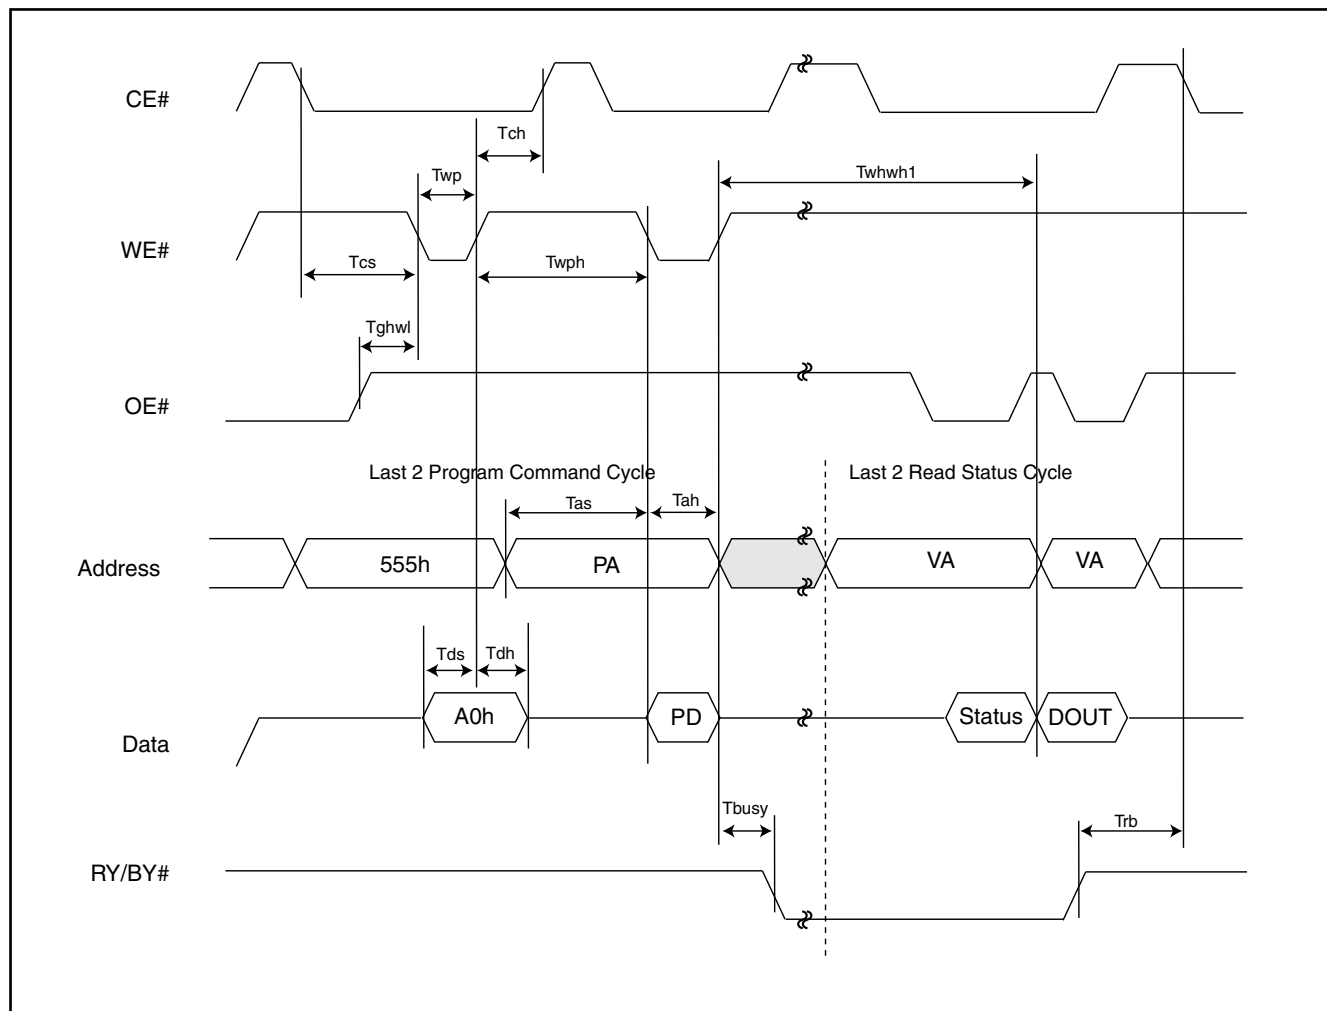 CE#
Tch
Twp
Twhwh1
WE#
Tcs
Twph
Tghwl
OE#
Last 2 Program Command Cycle
Last 2 Read Status Cycle
Tas
Tah
Address
555h
PA
VA
VA
Tds
Tdh
A0h
PD
Status
DOUT
Data
Tbusy
Trb
RY/BY#